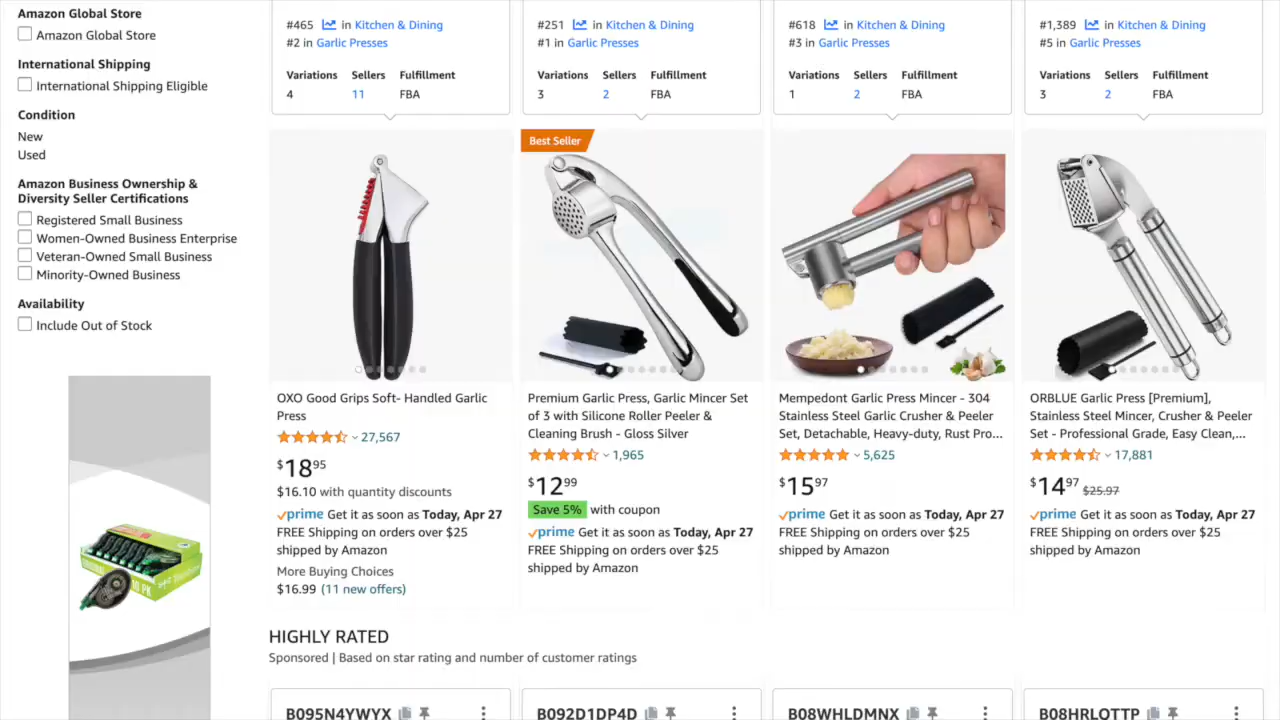 Amazon Global Store
Amazon Global Store
International Shipping
International Shipping Eligible
Condition
New
Used
Amazon Business Ownership &
Diversity Seller Certifications
Registered Small Business
Women-Owned Business Enterprise
Veteran-Owned Small Business
Minority-Owned Business
Availability
Include Out of Stock
10 PK
#465 in Kitchen & Dining
#2 in Garlic Presses
Variations Sellers Fulfillment
4 11 FBA
OXO Good Grips Soft- Handled Garlic
Press
27,567
$18 95
$16.10 with quantity discounts
prime Get it as soon as Today, Apr 27
FREE Shipping on orders over $25
shipped by Amazon
More Buying Choices
$16.99 (11 new offers)
#251 in Kitchen & Dining
#1 in Garlic Presses
Variations Sellers Fulfillment
3 2 FBA
Best Seller
Premium Garlic Press, Garlic Mincer Set
of 3 with Silicone Roller Peeler &
Cleaning Brush - Gloss Silver
1,965
$12 99
Save 5% with coupon
prime Get it as soon as Today, Apr 27
FREE Shipping on orders over $25
shipped by Amazon
#618 in Kitchen & Dining
#3 in Garlic Presses
Variations Sellers Fulfillment
1 2 FBA
Mempedont Garlic Press Mincer - 304
Stainless Steel Garlic Crusher & Peeler
Set, Detachable, Heavy-duty, Rust Pro...
5,625
$15 97
prime Get it as soon as Today, Apr 27
FREE Shipping on orders over $25
shipped by Amazon
#1,389 in Kitchen & Dining
#5 in Garlic Presses
Variations Sellers Fulfillment
3 2 FBA
ORBLUE Garlic Press [Premium],
Stainless Steel Mincer, Crusher & Peeler
Set - Professional Grade, Easy Clean,...
17,881
$14 97 $25.97
prime Get it as soon as Today, Apr 27
FREE Shipping on orders over $25
shipped by Amazon
HIGHLY RATED
Sponsored | Based on star rating and number of customer ratings
B095N4YWYX
B092D1DP4D
B08WHLDMNX
B08HRLOTTP